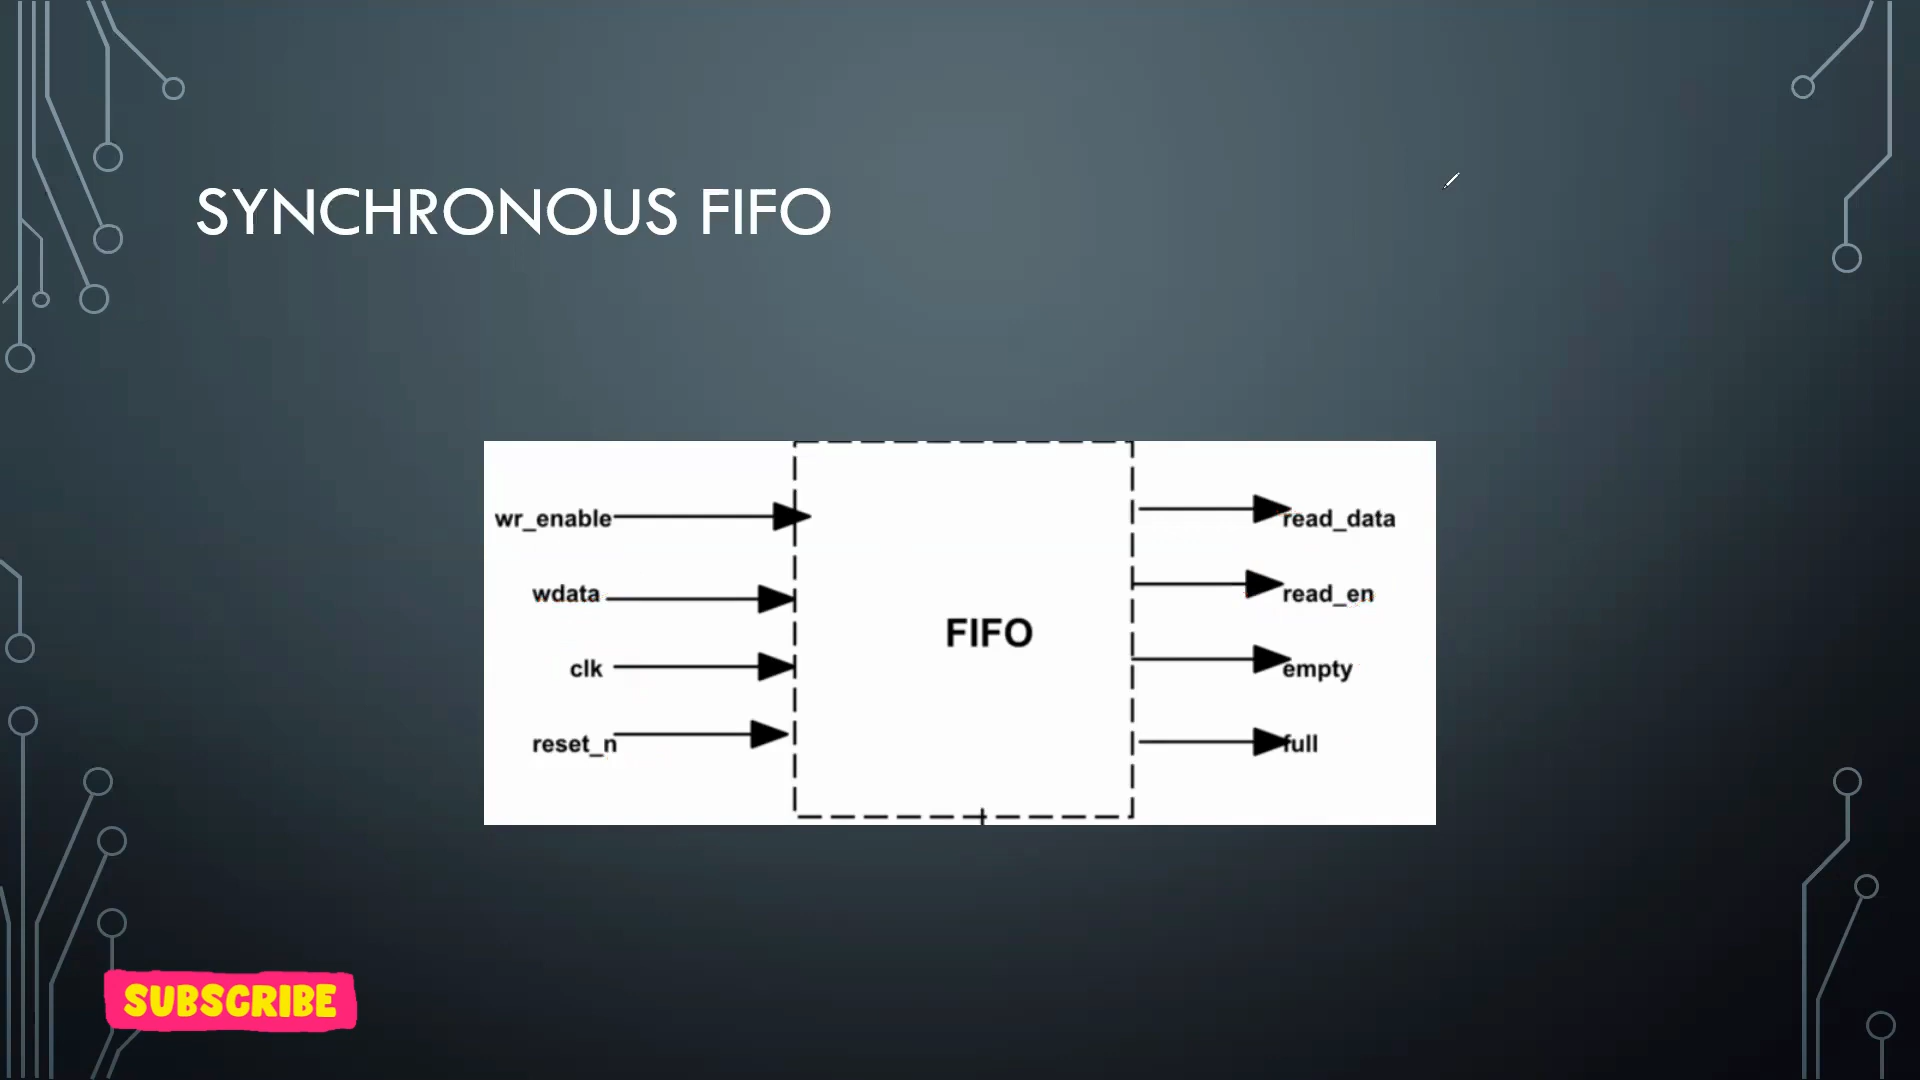 SYNCHRONOUS FIFO
wr_enable
wdata
clk
reset_n
FIFO
read_data
read_en
empty
full
SUBSCRIBE